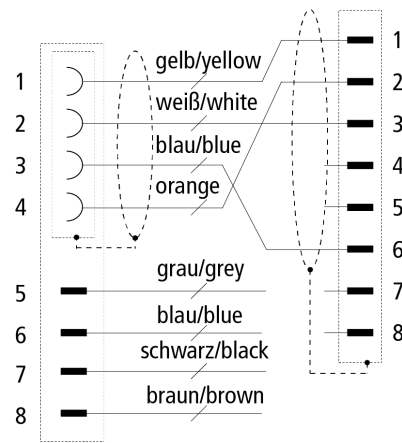 gelb/yellow
weiß/white
blau/blue
orange
grau/grey
blau/blue
schwarz/black
braun/brown
1
2
3
4
5
6
7
8
1
2
3
4
5
6
7
8